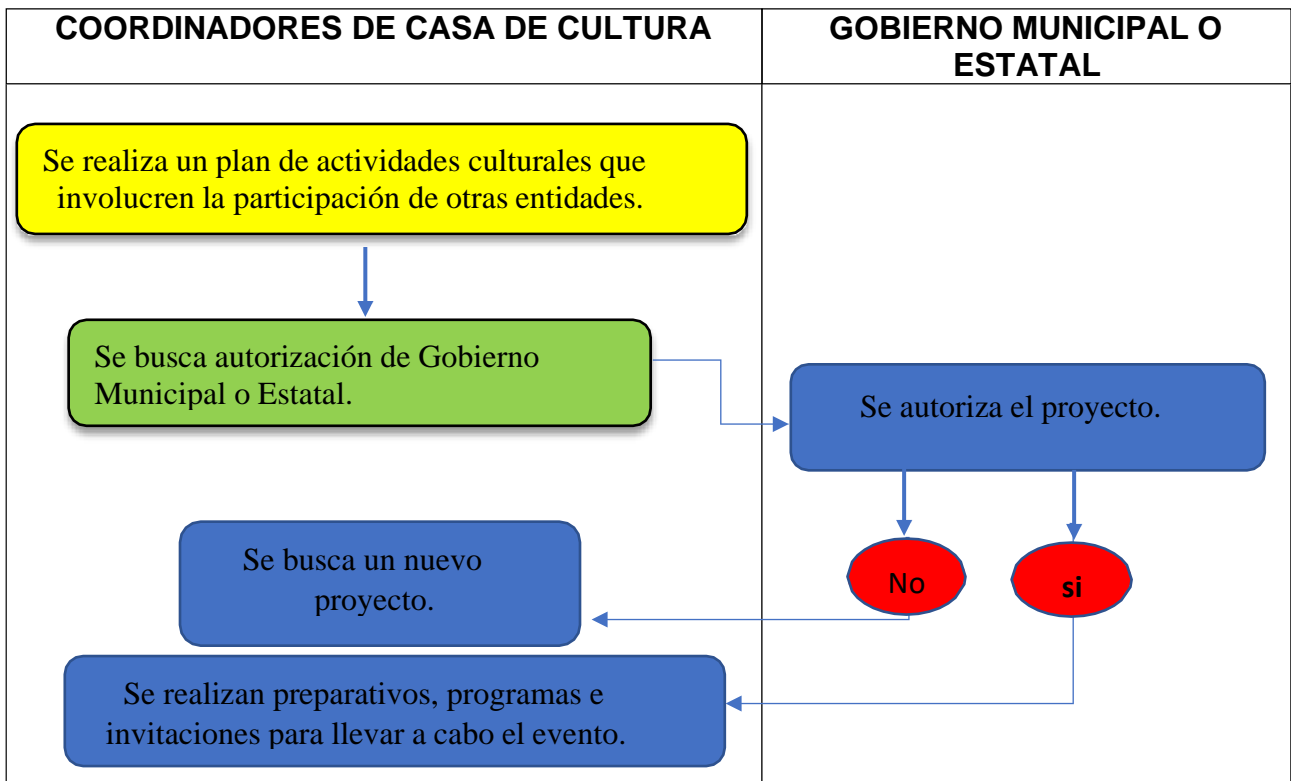 COORDINADORES DE CASA DE CULTURA
GOBIERNO MUNICIPAL O
ESTATAL
Se realiza un plan de actividades culturales que
involucren la participación de otras entidades.
Se busca autorización de Gobierno
Municipal o Estatal.
Se autoriza el proyecto.
No
si
Se busca un nuevo
proyecto.
Se realizan preparativos, programas e
invitaciones para llevar a cabo el evento.